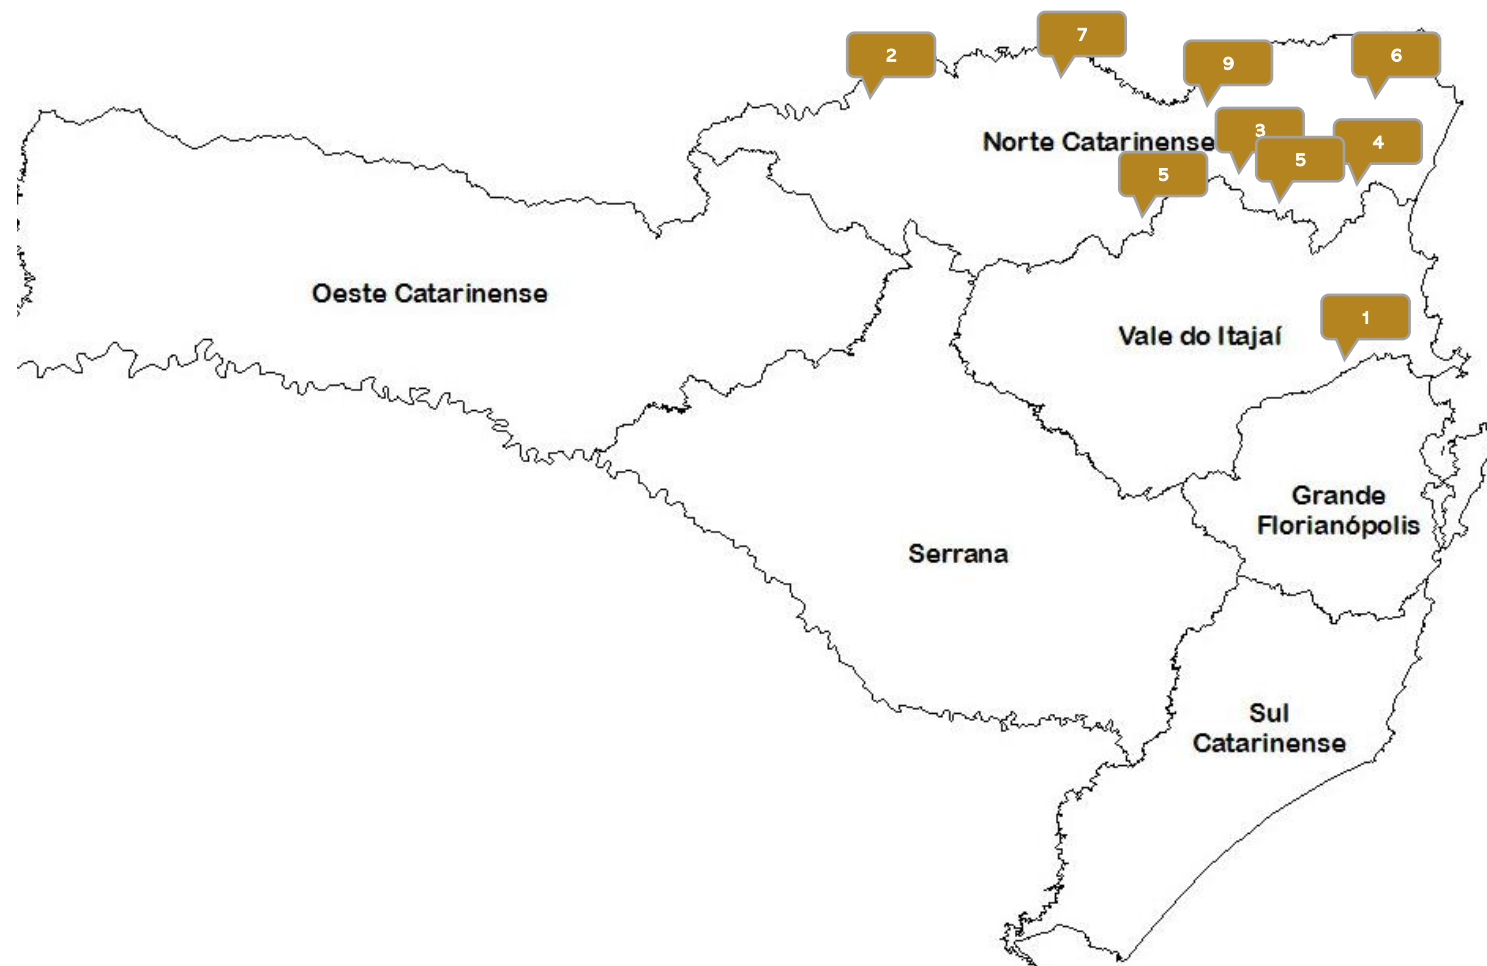 7
2
9
6
3
4
Norte Catarinense
5
5
Oeste Catarinense
1
Vale do Itajaí
Grande
Florianópolis
Serrana
Sul
Catarinense